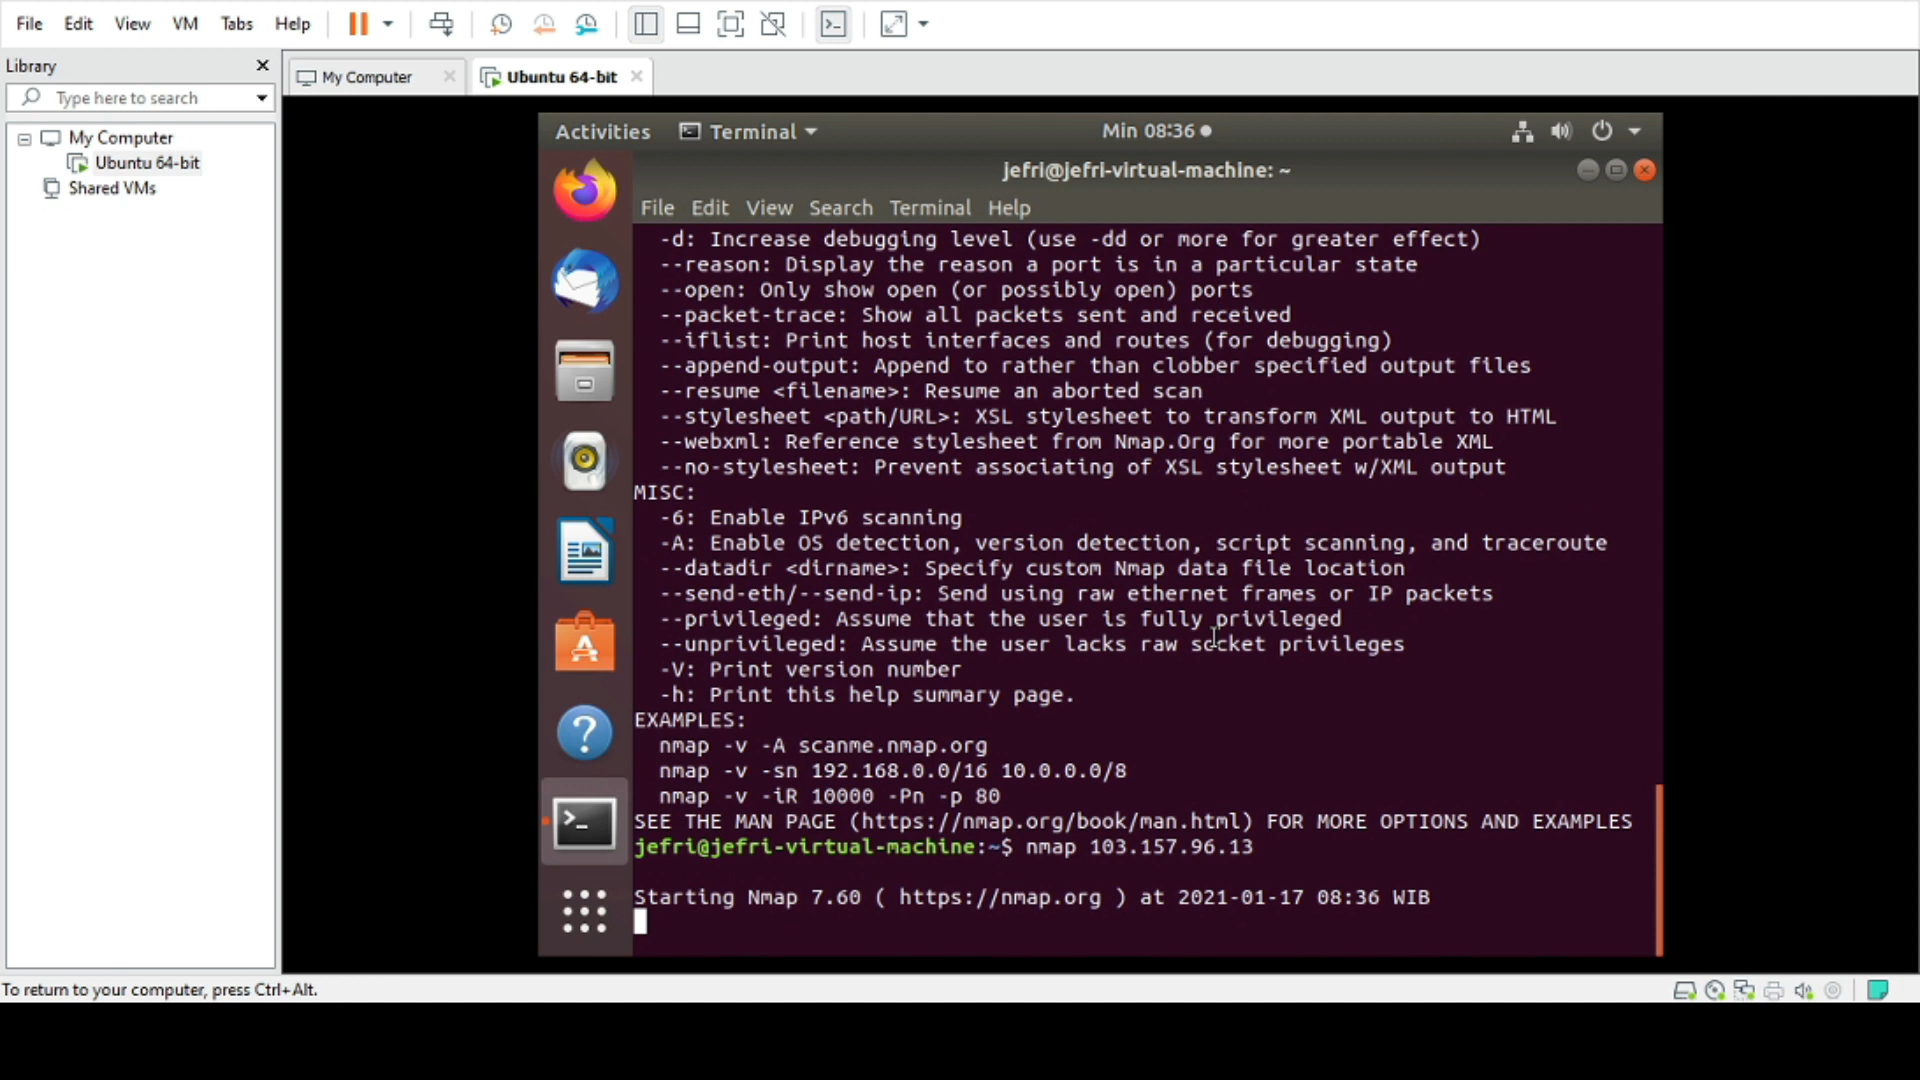 File Edit View VM Tabs Help
Library
My Computer
Ubuntu 64-bit
Type here to search
My Computer
Ubuntu 64-bit
Shared VMs
Activities Terminal Min 08:36
jefri@jefri-virtual-machine: ~
File Edit View Search Terminal Help
-d: Increase debugging level (use -dd or more for greater effect)
--reason: Display the reason a port is in a particular state
--open: Only show open (or possibly open) ports
--packet-trace: Show all packets sent and received
--iflist: Print host interfaces and routes (for debugging)
--append-output: Append to rather than clobber specified output files
--resume <filename>: Resume an aborted scan
--stylesheet <path/URL>: XSL stylesheet to transform XML output to HTML
--webxml: Reference stylesheet from Nmap.Org for more portable XML
--no-stylesheet: Prevent associating of XSL stylesheet w/XML output
MISC:
-6: Enable IPv6 scanning
-A: Enable OS detection, version detection, script scanning, and traceroute
--datadir <dirname>: Specify custom Nmap data file location
--send-eth/--send-ip: Send using raw ethernet frames or IP packets
--privileged: Assume that the user is fully privileged
--unprivileged: Assume the user lacks raw socket privileges
-V: Print version number
-h: Print this help summary page.
EXAMPLES:
nmap -v -A scanme.nmap.org
nmap -v -sn 192.168.0.0/16 10.0.0.0/8
nmap -v -iR 10000 -Pn -p 80
SEE THE MAN PAGE (https://nmap.org/book/man.html) FOR MORE OPTIONS AND EXAMPLES
jefri@jefri-virtual-machine:~$ nmap 103.157.96.13
Starting Nmap 7.60 ( https://nmap.org ) at 2021-01-17 08:36 WIB
To return to your computer, press Ctrl+Alt.